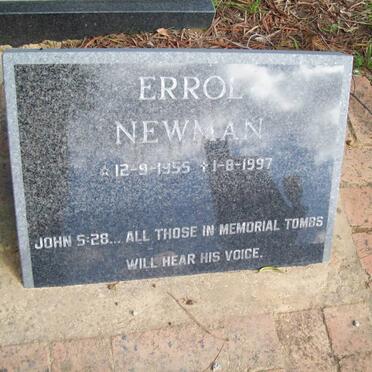 ERROL
NEWMAN
☆ 12-9-1955 ✝ 1-8-1997
JOHN 5:28... ALL THOSE IN MEMORIAL TOMBS
WILL HEAR HIS VOICE.